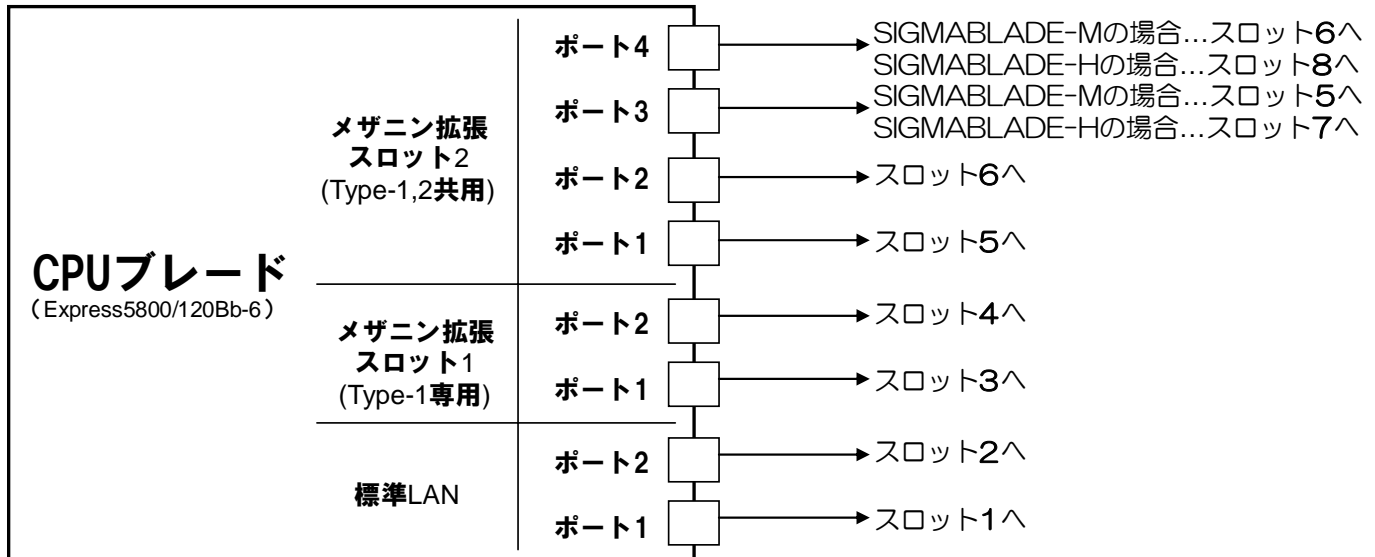 CPUブレード
（Express5800/120Bb-6）
メザニン拡張
スロット2
(Type-1,2共用)
ポート4
SIGMABLADE-Mの場合…スロット6へ
SIGMABLADE-Hの場合…スロット8へ
ポート3
SIGMABLADE-Mの場合…スロット5へ
SIGMABLADE-Hの場合…スロット7へ
ポート2
スロット6へ
ポート1
スロット5へ
メザニン拡張
スロット1
(Type-1専用)
ポート2
スロット4へ
ポート1
スロット3へ
標準LAN
ポート2
スロット2へ
ポート1
スロット1へ